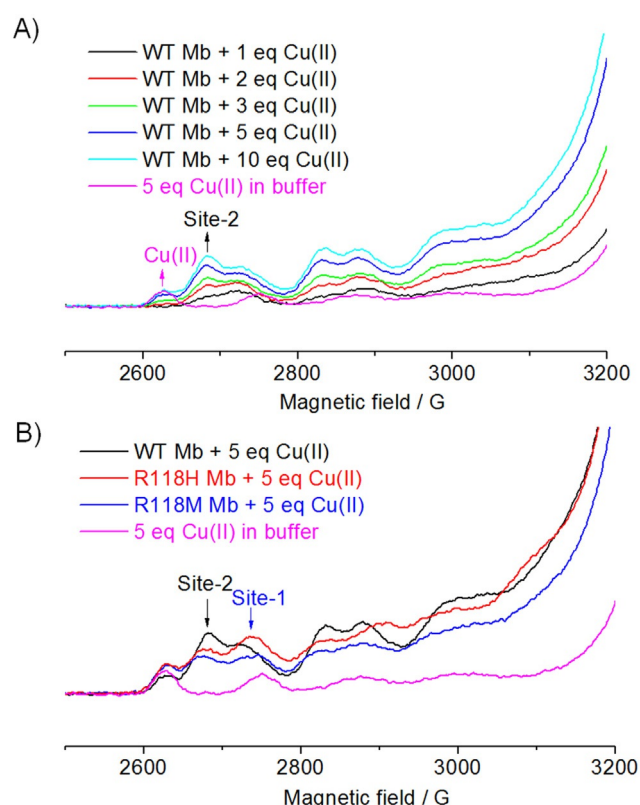 A)
WT Mb + 1 eq Cu(II)
WT Mb + 2 eq Cu(II)
WT Mb + 3 eq Cu(II)
WT Mb + 5 eq Cu(II)
WT Mb + 10 eq Cu(II)
5 eq Cu(II) in buffer
Site-2
Cu(II)
2600 2800 3000 3200
Magnetic field / G
B)
WT Mb + 5 eq Cu(II)
R118H Mb + 5 eq Cu(II)
R118M Mb + 5 eq Cu(II)
5 eq Cu(II) in buffer
Site-2 Site-1
2600 2800 3000 3200
Magnetic field / G